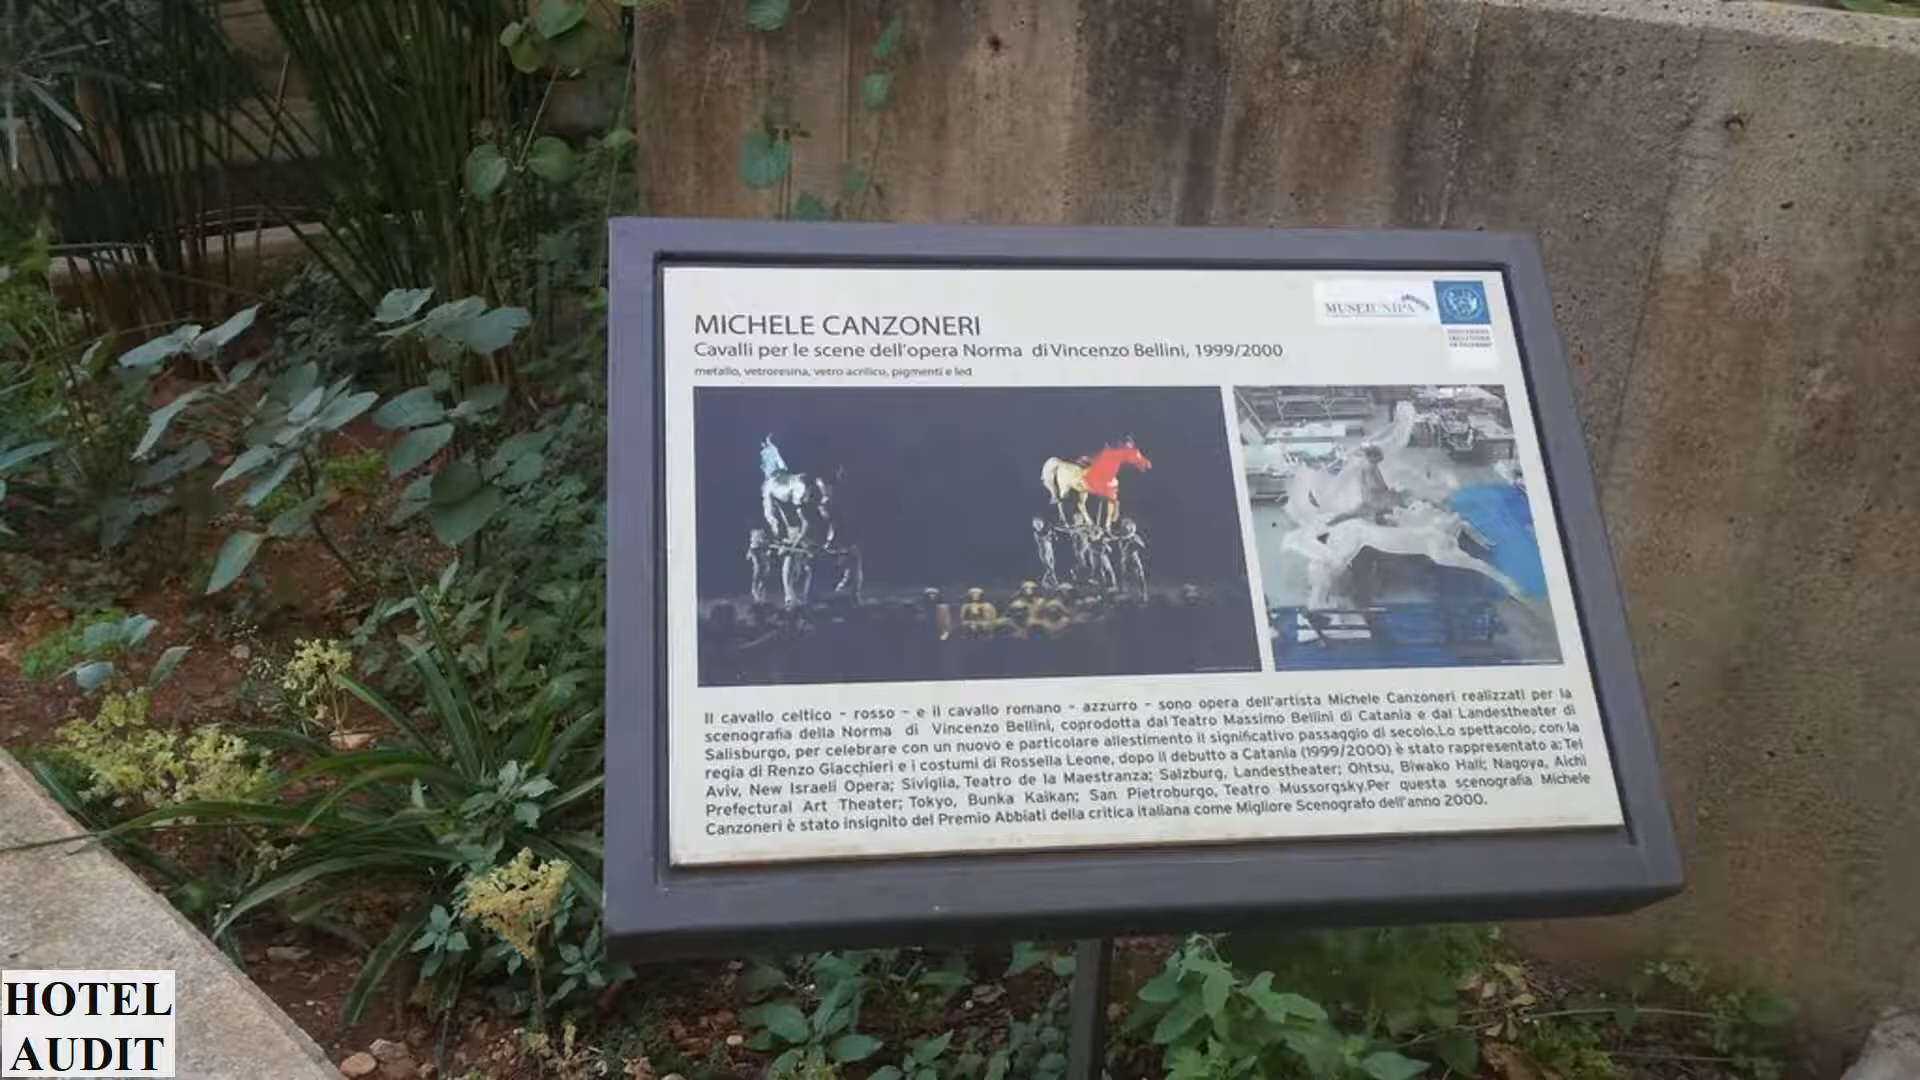 MUSEIUNIPA
MICHELE CANZONERI
Cavalli per le scene dell'opera Norma di Vincenzo Bellini, 1999/2000
metallo, vetroresina, vetro acrilico, pigmenti e led
Il cavallo celtico - rosso - e il cavallo romano - azzurro - sono opera dell'artista Michele Canzoneri realizzati per la
scenografia della Norma di Vincenzo Bellini, coprodotta dal Teatro Massimo Bellini di Catania e dal Landestheater di
Salisburgo, per celebrare con un nuovo e particolare allestimento il significativo passaggio di secolo.Lo spettacolo, con la
regia di Renzo Giacchieri e i costumi di Rossella Leone, dopo il debutto a Catania (1999/2000) è stato rappresentato a: Tel
Aviv, New Israeli Opera; Siviglia, Teatro de la Maestranza; Salzburg, Landestheater; Ohtsu, Biwako Hall; Nagoya, Aichi
Prefectural Art Theater; Tokyo, Bunka Kaikan; San Pietroburgo, Teatro Mussorgsky.Per questa scenografia Michele
Canzoneri è stato insignito del Premio Abbiati della critica italiana come Migliore Scenografo dell'anno 2000.
HOTEL
AUDIT